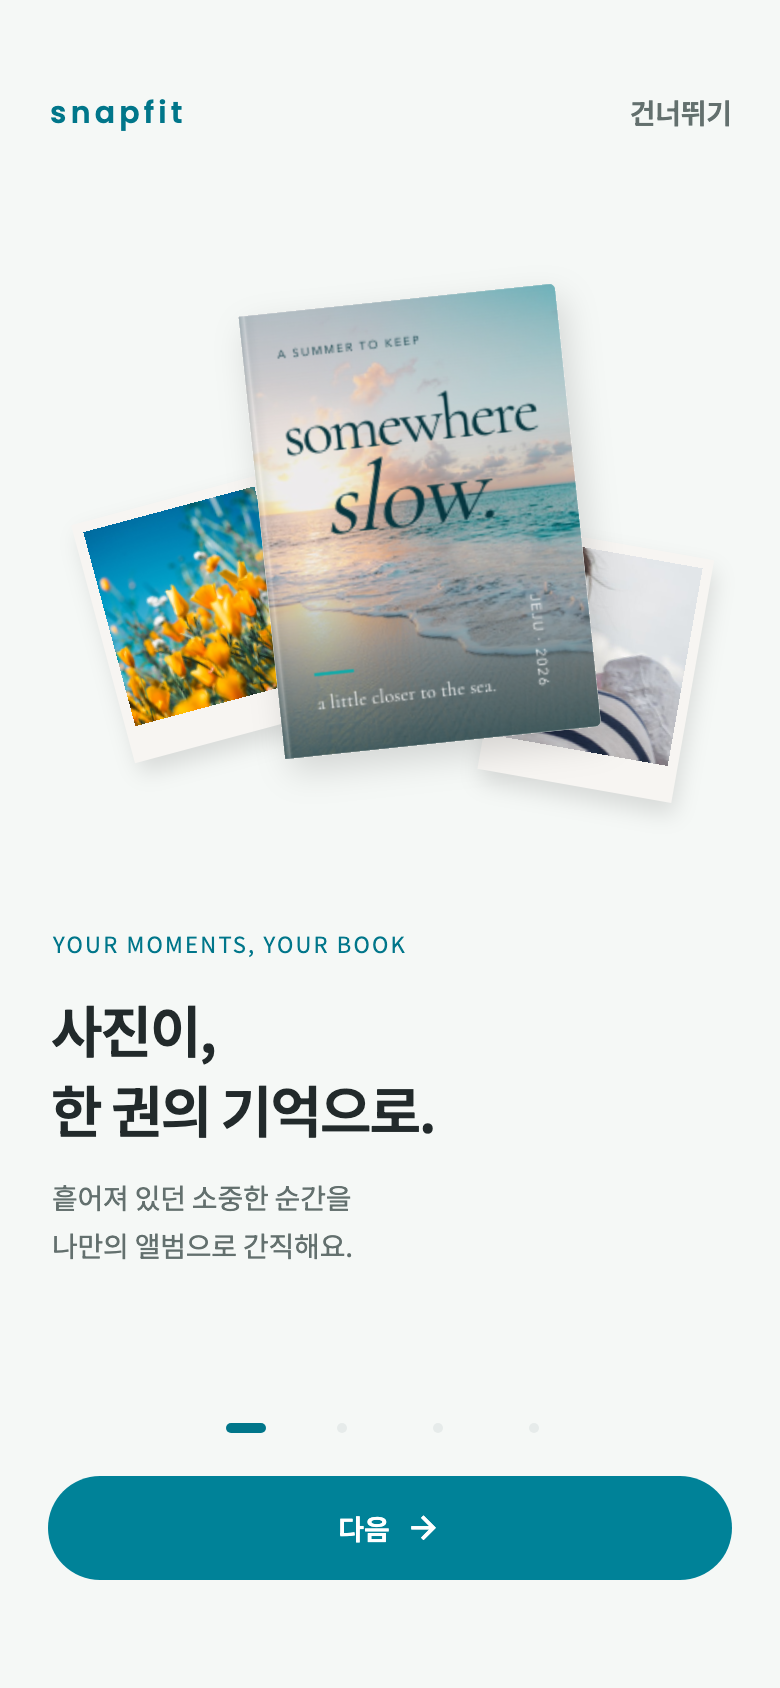 snapfit
건너뛰기
A SUMMER TO KEEP
somewhere
slow.
JEJU · 2026
a little closer to the sea.
YOUR MOMENTS, YOUR BOOK
사진이,
한 권의 기억으로.
흩어져 있던 소중한 순간을
나만의 앨범으로 간직해요.
다음 →